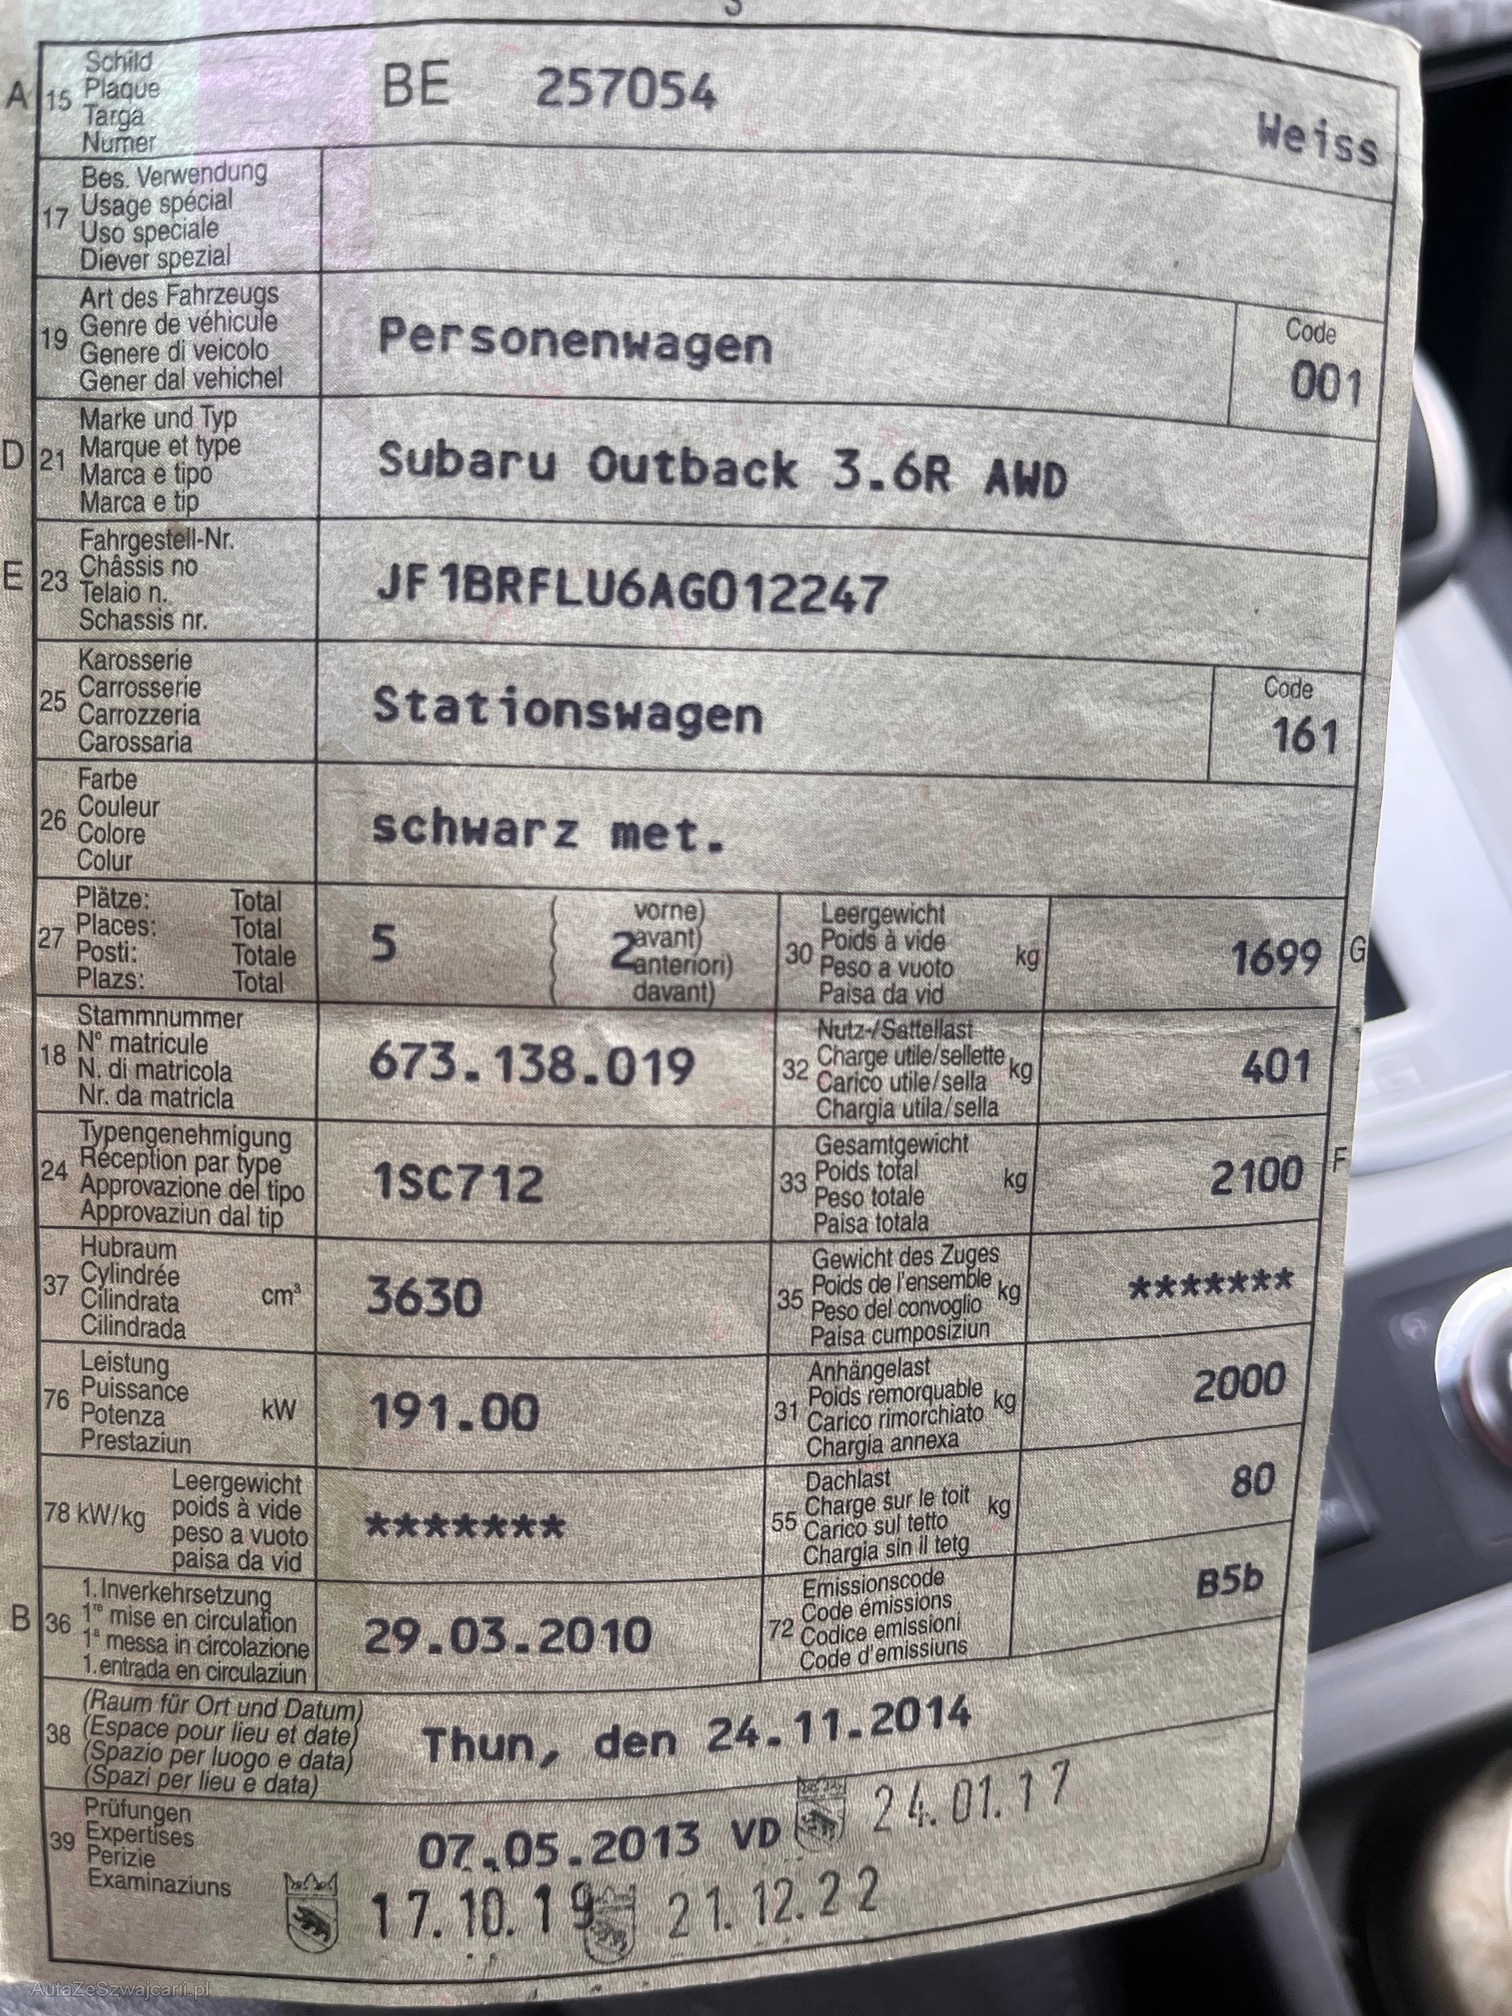 A 15 Schild
Plaque
Targa
Numer
BE 257054
Weiss
17 Bes. Verwendung
Usage spécial
Uso speciale
Diever spezial
19 Art des Fahrzeugs
Genre de véhicule
Genere di veicolo
Gener dal vehichel
Personenwagen
Code
001
D 21 Marke und Typ
Marque et type
Marca e tipo
Marca e tip
Subaru Outback 3.6R AWD
E 23 Fahrgestell-Nr.
Châssis no
Telaio n.
Schassis nr.
JF1BRFLU6AG012247
25 Karosserie
Carrosserie
Carrozzeria
Carossaria
Stationswagen
Code
161
26 Farbe
Couleur
Colore
Colur
schwarz met.
27 Plätze: Total
Places: Total
Posti: Totale
Plazs: Total
5
2
vorne)
avant)
anteriori)
davant)
30 Leergewicht
Poids à vide
Peso a vuoto
Paisa da vid
kg
1699
G
18 Stammnummer
N° matricule
N. di matricola
Nr. da matricla
673.138.019
32 Nutz-/Sattellast
Charge utile/sellette
Carico utile/sella
Chargia utila/sella
kg
401
24 Typengenehmigung
Réception par type
Approvazione del tipo
Approvaziun dal tip
1SC712
33 Gesamtgewicht
Poids total
Peso totale
Paisa totala
kg
2100
F
37 Hubraum
Cylindrée
Cilindrata
Cilindrada
cm³
3630
35 Gewicht des Zuges
Poids de l'ensemble
Peso del convoglio
Paisa cumposiziun
kg
*******
76 Leistung
Puissance
Potenza
Prestaziun
kW
191.00
31 Anhängelast
Poids remorquable
Carico rimorchiato
Chargia annexa
kg
2000
78 kW/kg Leergewicht
poids à vide
peso a vuoto
paisa da vid
*******
55 Dachlast
Charge sur le toit
Carico sul tetto
Chargia sin il tetg
kg
80
B 36 1. Inverkehrsetzung
1re mise en circulation
1a messa in circolazione
1. entrada en circulaziun
29.03.2010
72 Emissionscode
Code émissions
Codice emissioni
Code d'emissiuns
B5b
38 (Raum für Ort und Datum)
(Espace pour lieu et date)
(Spazio per luogo e data)
(Spazi per lieu e data)
Thun, den 24.11.2014
39 Prüfungen
Expertises
Perizie
Examinaziuns
07.05.2013 VD 24.01.17
17.10.19 21.12.22
AutaZeSzwajcarii.pl